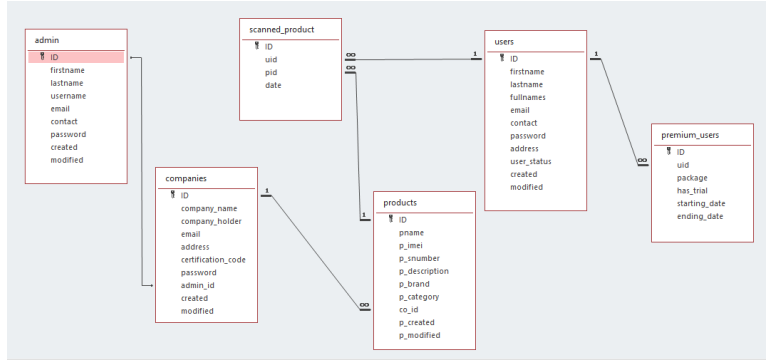 admin
ID
firstname
lastname
username
email
contact
password
created
modified
scanned_product
ID
uid
pid
date
∞
∞
1
users
ID
firstname
lastname
fullnames
email
contact
password
address
user_status
created
modified
1
∞
premium_users
ID
uid
package
has_trial
starting_date
ending_date
companies
ID
company_name
company_holder
email
address
certification_code
password
admin_id
created
modified
1
∞
1
products
ID
pname
p_imei
p_snumber
p_description
p_brand
p_category
co_id
p_created
p_modified